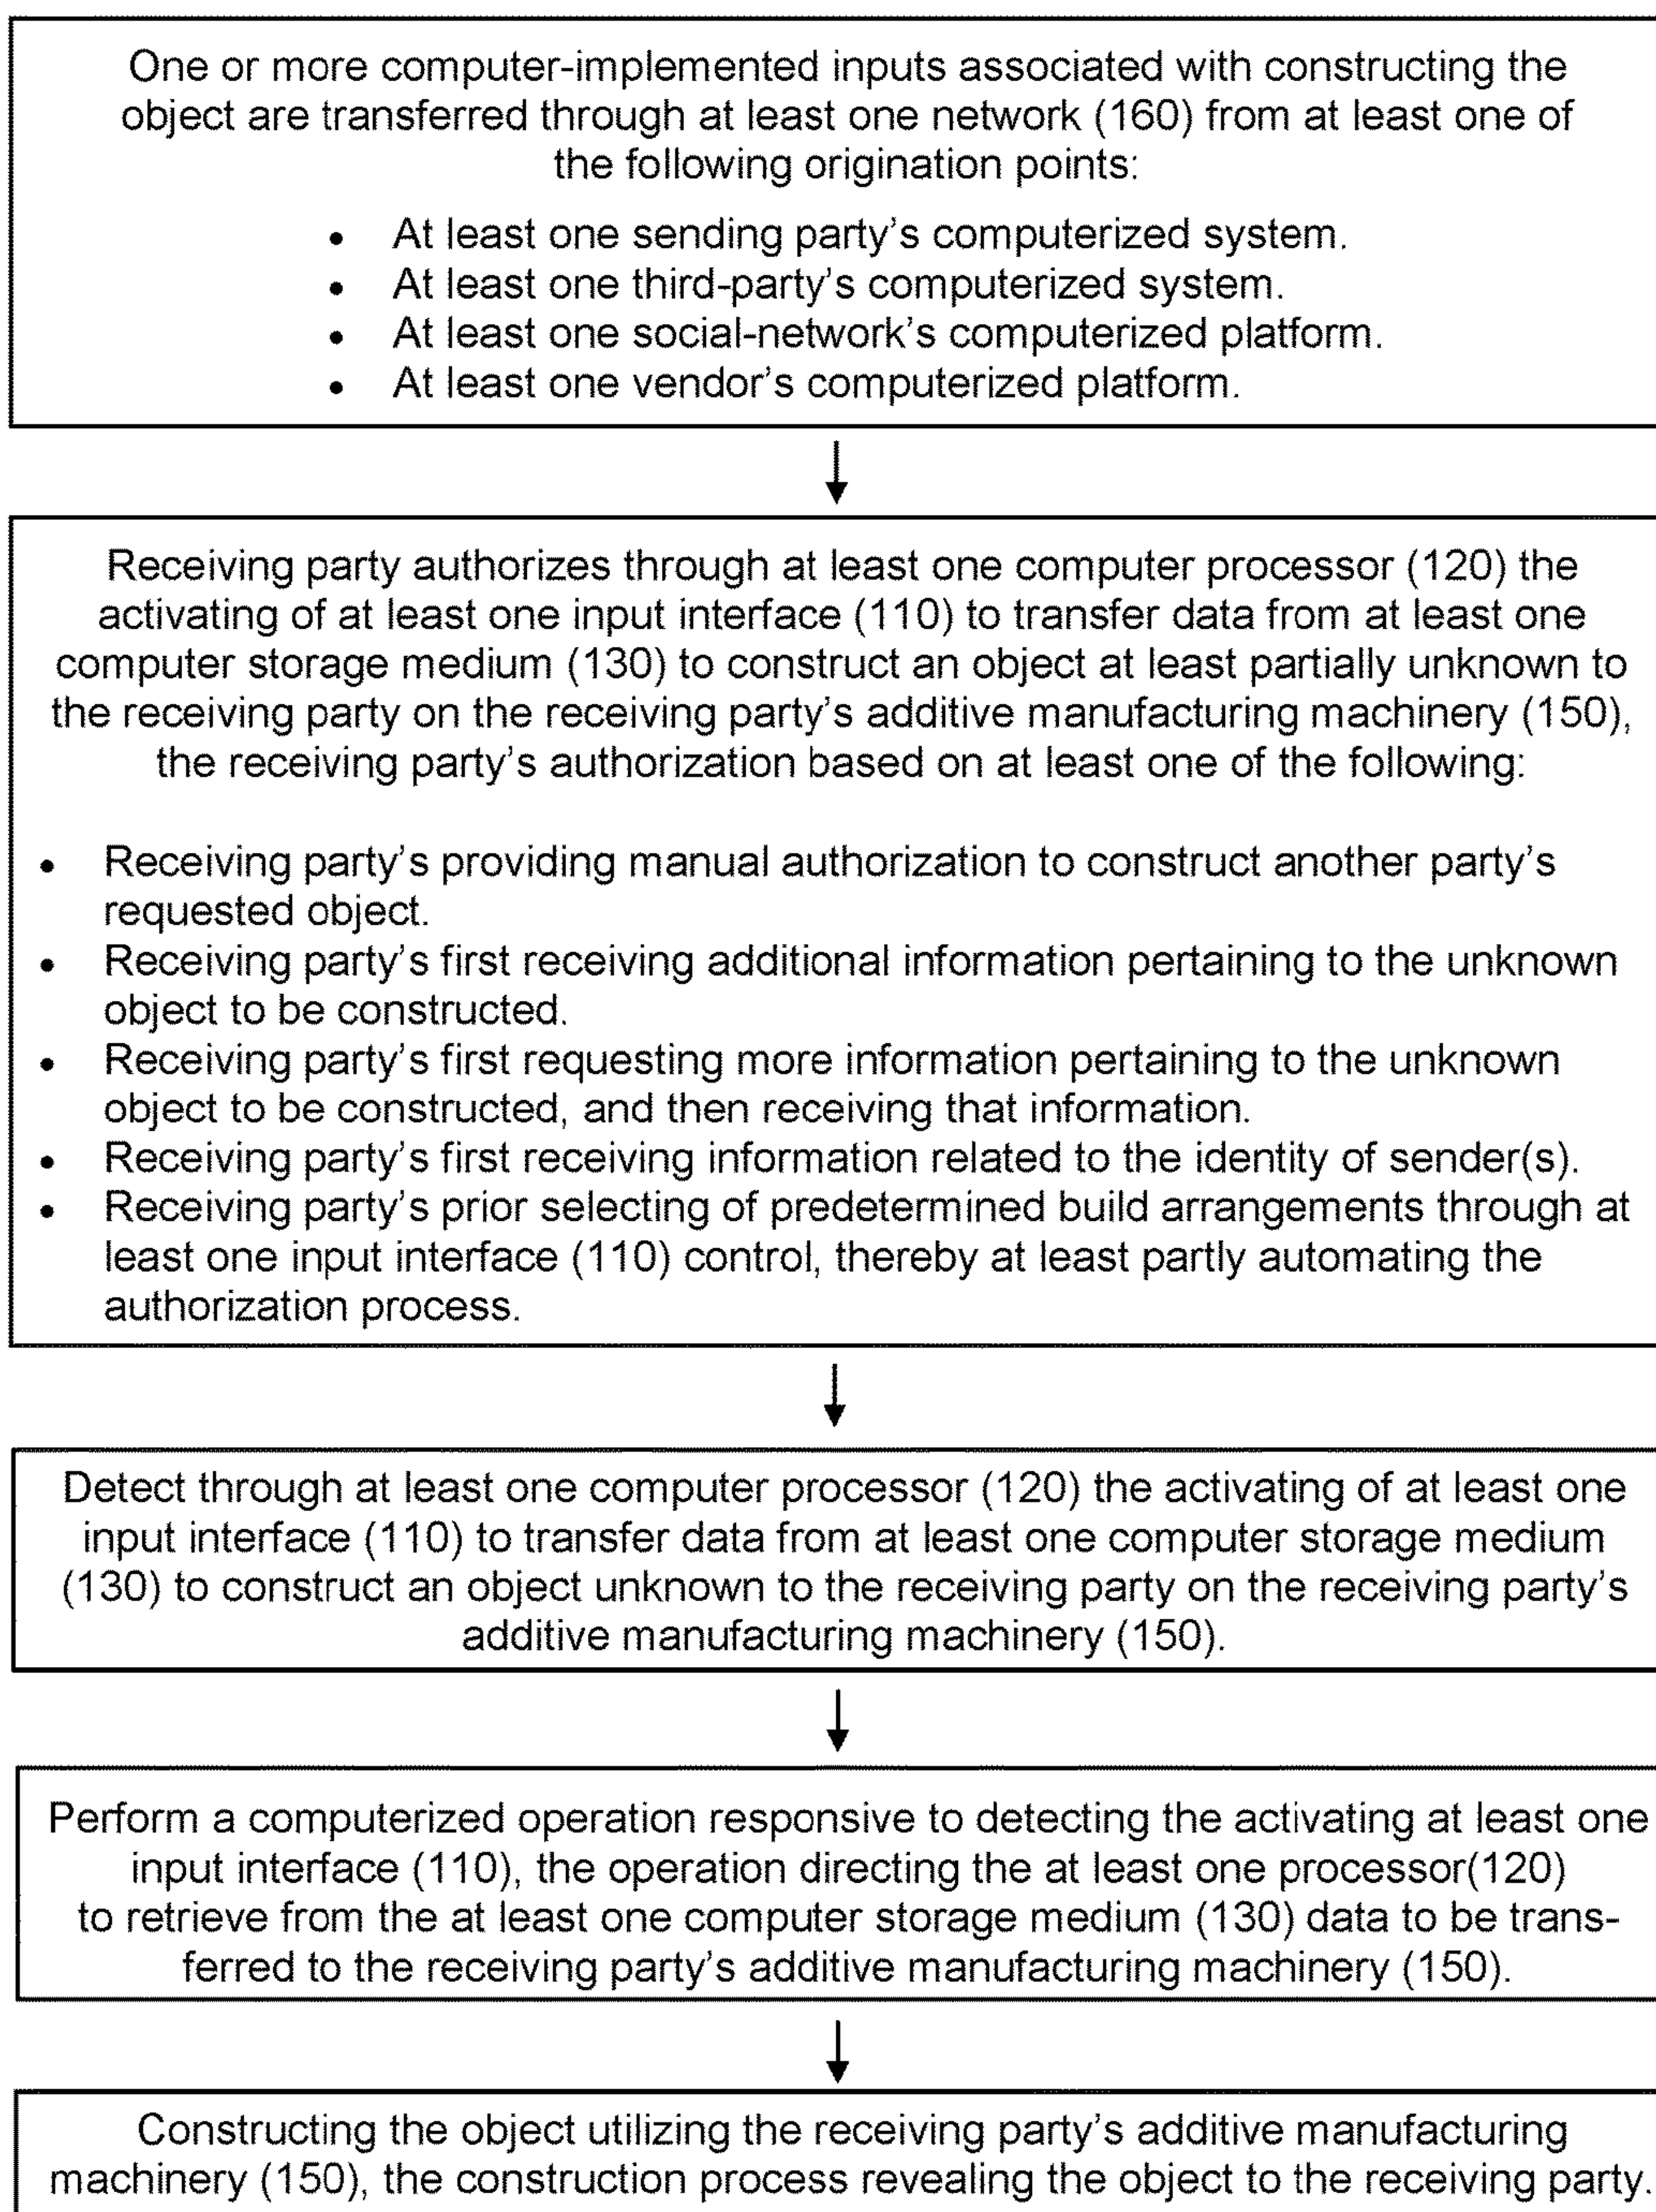 One or more computer-implemented inputs associated with constructing the
object are transferred through at least one network (160) from at least one of
the following origination points:
• At least one sending party's computerized system.
• At least one third-party's computerized system.
• At least one social-network's computerized platform.
• At least one vendor's computerized platform.
Receiving party authorizes through at least one computer processor (120) the
activating of at least one input interface (110) to transfer data from at least one
computer storage medium (130) to construct an object at least partially unknown to
the receiving party on the receiving party's additive manufacturing machinery (150),
the receiving party's authorization based on at least one of the following:
• Receiving party's providing manual authorization to construct another party's
requested object.
• Receiving party's first receiving additional information pertaining to the unknown
object to be constructed.
• Receiving party's first requesting more information pertaining to the unknown
object to be constructed, and then receiving that information.
• Receiving party's first receiving information related to the identity of sender(s).
• Receiving party's prior selecting of predetermined build arrangements through at
least one input interface (110) control, thereby at least partly automating the
authorization process.
Detect through at least one computer processor (120) the activating of at least one
input interface (110) to transfer data from at least one computer storage medium
(130) to construct an object unknown to the receiving party on the receiving party's
additive manufacturing machinery (150).
Perform a computerized operation responsive to detecting the activating at least one
input interface (110), the operation directing the at least one processor(120)
to retrieve from the at least one computer storage medium (130) data to be trans-
ferred to the receiving party's additive manufacturing machinery (150).
Constructing the object utilizing the receiving party's additive manufacturing
machinery (150), the construction process revealing the object to the receiving party.